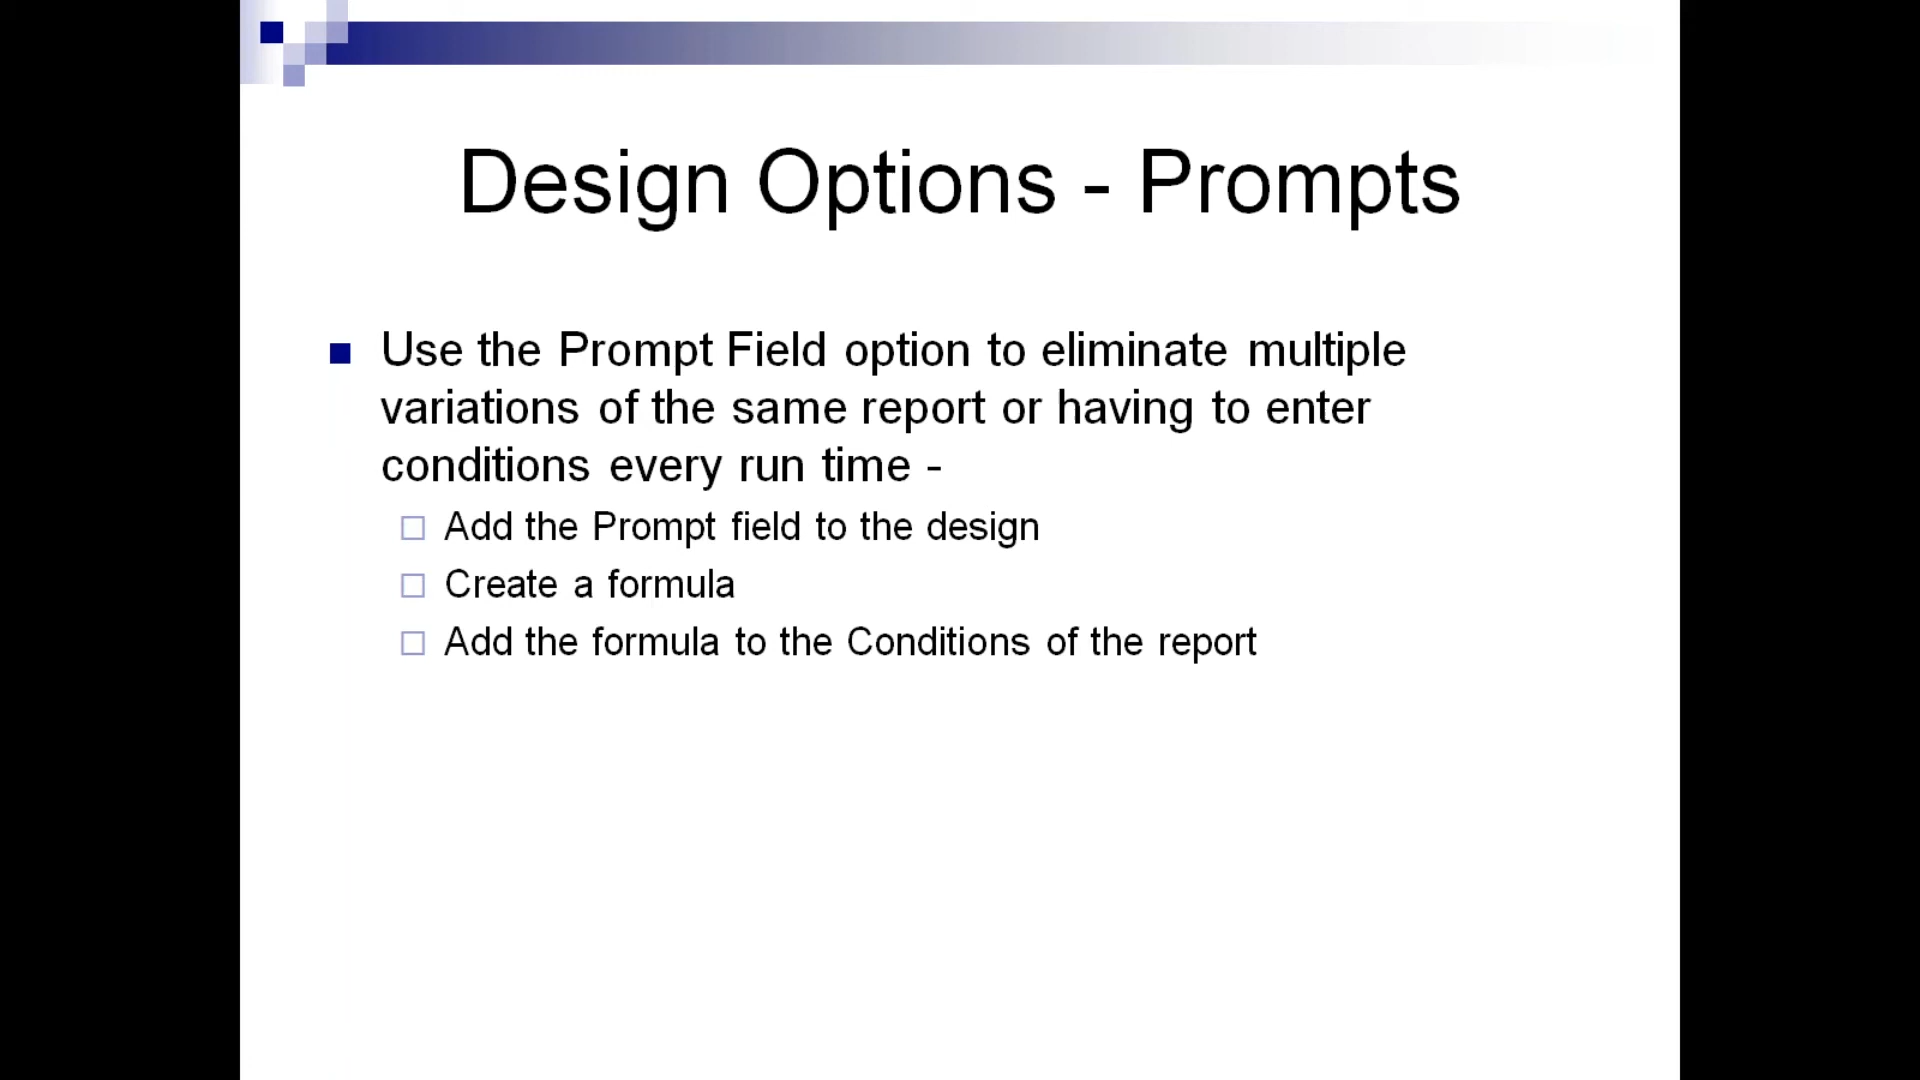 Design Options - Prompts
Use the Prompt Field option to eliminate multiple
variations of the same report or having to enter
conditions every run time -
Add the Prompt field to the design
Create a formula
Add the formula to the Conditions of the report